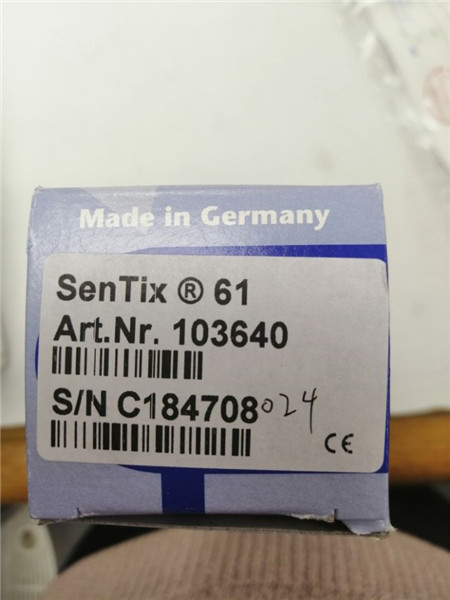 Made in Germany
SenTix ® 61
Art.Nr. 103640
S/N C184708024
CE